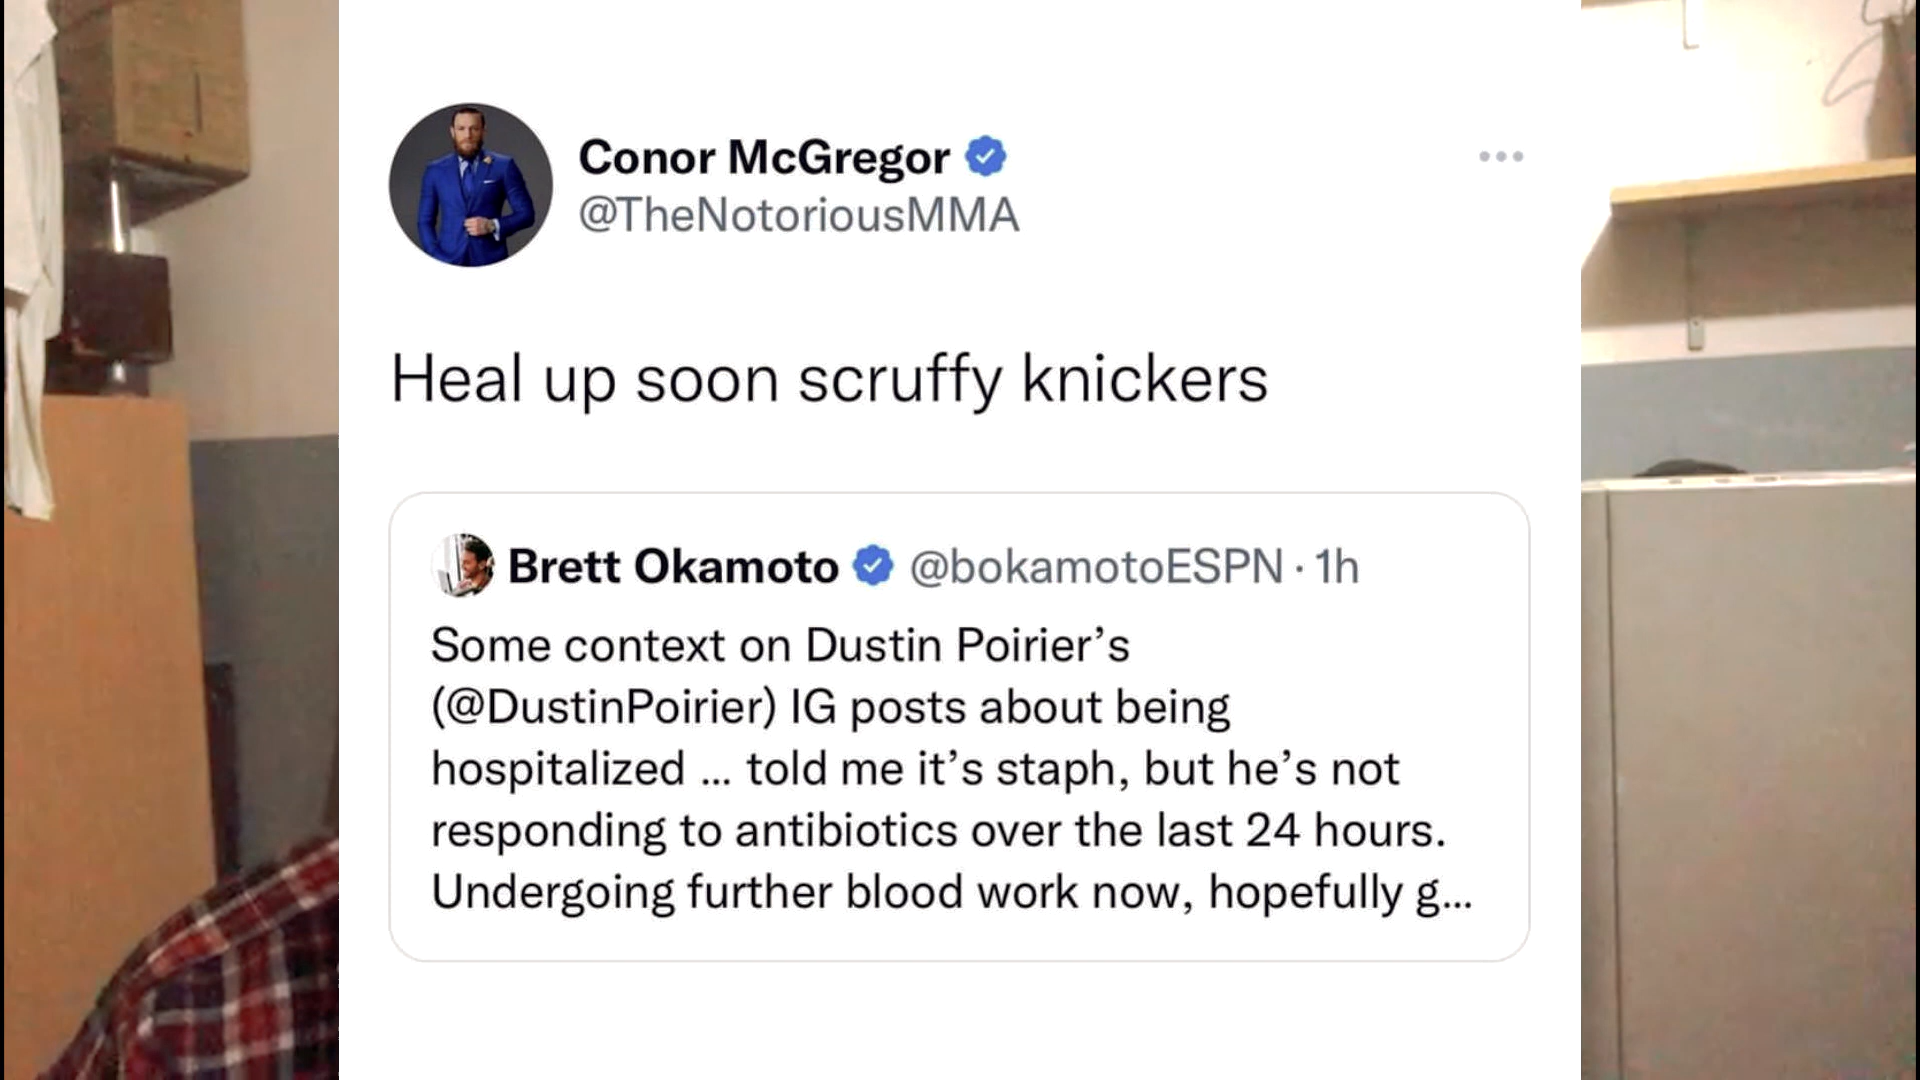 Conor McGregor
@TheNotoriousMMA
Heal up soon scruffy knickers
Brett Okamoto @bokamotoESPN · 1h
Some context on Dustin Poirier’s
(@DustinPoirier) IG posts about being
hospitalized ... told me it’s staph, but he’s not
responding to antibiotics over the last 24 hours.
Undergoing further blood work now, hopefully g...